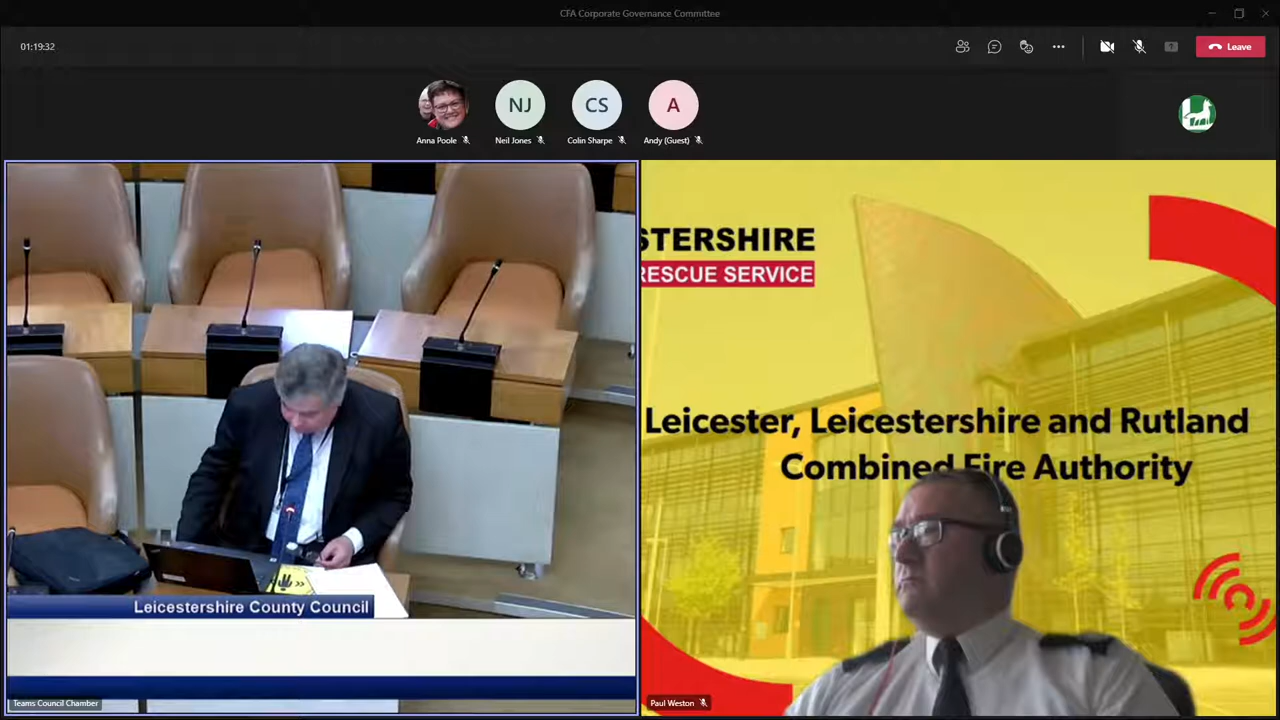 CFA Corporate Governance Committee
01:19:32
Leave
NJ
CS
A
Anna Poole
Neil Jones
Colin Sharpe
Andy (Guest)
STERSHIRE
RESCUE SERVICE
Leicester, Leicestershire and Rutland
Combined Fire Authority
Leicestershire County Council
Teams Council Chamber
Paul Weston